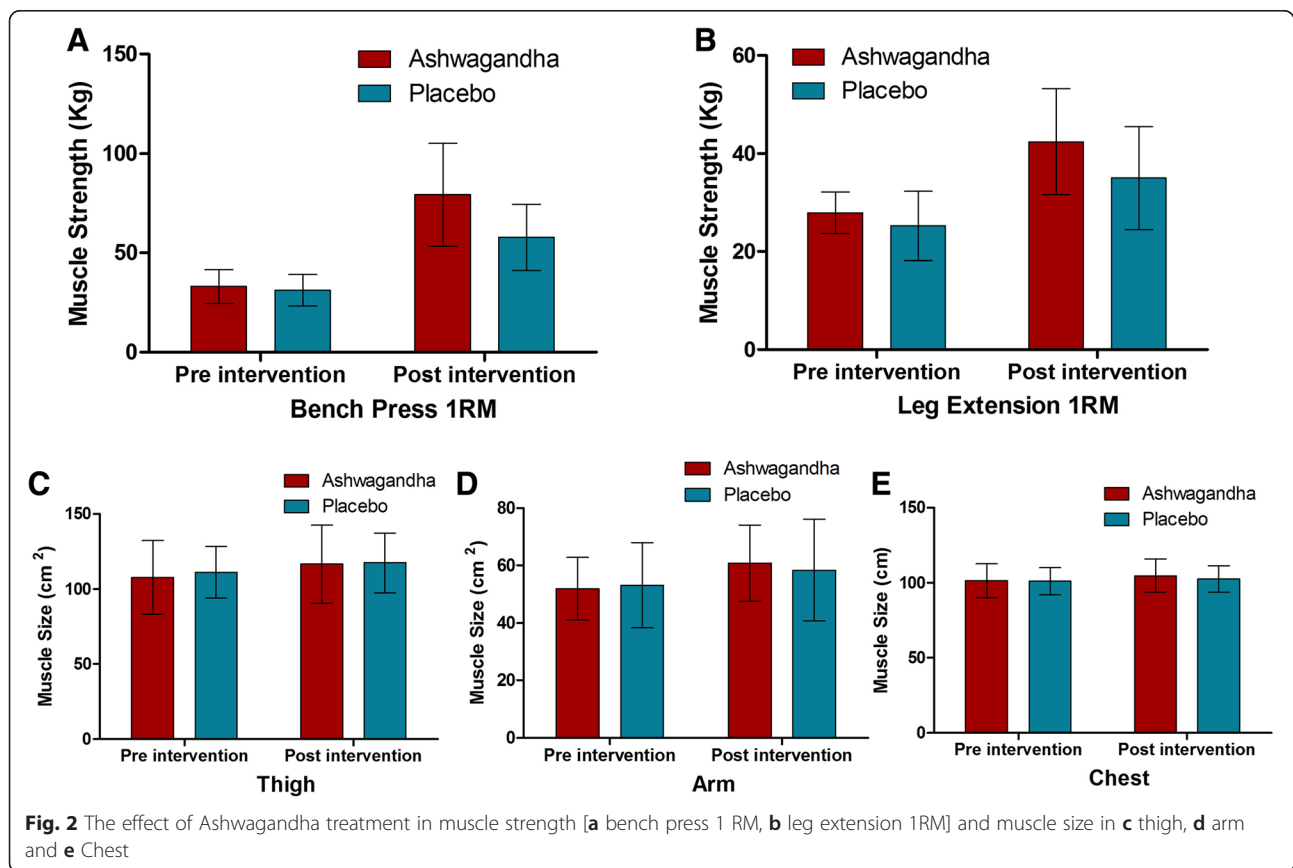 A
Ashwagandha
Placebo
Muscle Strength (Kg)
150
100
50
0
Pre intervention
Post intervention
Bench Press 1RM
B
Ashwagandha
Placebo
Muscle Strength (Kg)
60
40
20
0
Pre intervention
Post intervention
Leg Extension 1RM
C
Ashwagandha
Placebo
Muscle Size (cm ²)
150
100
50
0
Pre intervention
Post intervention
Thigh
D
Ashwagandha
Placebo
Muscle Size (cm ²)
80
60
40
20
0
Pre intervention
Post intervention
Arm
E
Ashwagandha
Placebo
Muscle Size (cm)
150
100
50
0
Pre intervention
Post intervention
Chest
Fig. 2 The effect of Ashwagandha treatment in muscle strength [a bench press 1 RM, b leg extension 1RM] and muscle size in c thigh, d arm
and e Chest